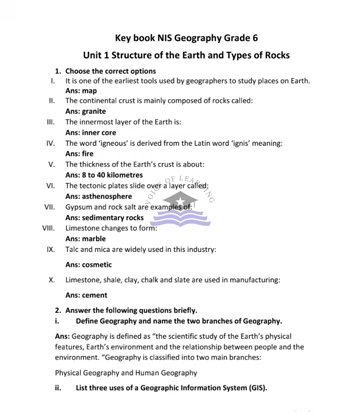 Key book NIS Geography Grade 6
Unit 1 Structure of the Earth and Types of Rocks
1. Choose the correct options
I. It is one of the earliest tools used by geographers to study places on Earth.
Ans: map
II. The continental crust is mainly composed of rocks called:
Ans: granite
III. The innermost layer of the Earth is:
Ans: inner core
IV. The word 'igneous' is derived from the Latin word 'ignis' meaning:
Ans: fire
V. The thickness of the Earth's crust is about:
Ans: 8 to 40 kilometres
VI. The tectonic plates slide over a layer called:
Ans: asthenosphere
VII. Gypsum and rock salt are examples of:
Ans: sedimentary rocks
VIII. Limestone changes to form:
Ans: marble
IX. Talc and mica are widely used in this industry:
Ans: cosmetic
X. Limestone, shale, clay, chalk and slate are used in manufacturing:
Ans: cement
2. Answer the following questions briefly.
i. Define Geography and name the two branches of Geography.
Ans: Geography is defined as "the scientific study of the Earth's physical
features, Earth's environment and the relationship between people and the
environment. "Geography is classified into two main branches:
Physical Geography and Human Geography
ii. List three uses of a Geographic Information System (GIS).